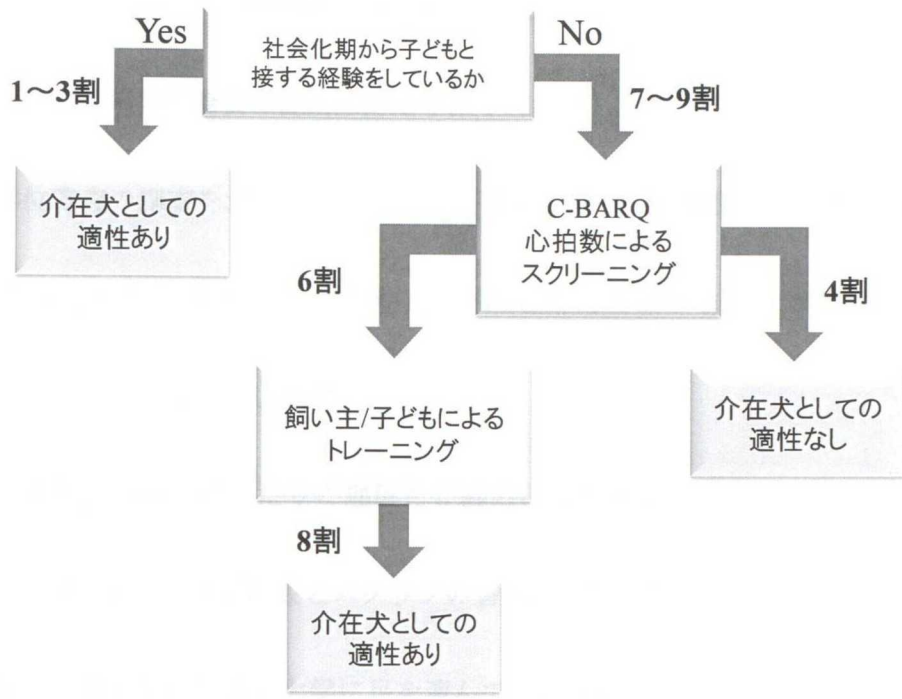 社会化期から子どもと
接する経験をしているか
Yes
No
1～3割
7～9割
介在犬としての
適性あり
C-BARQ
心拍数による
スクリーニング
6割
4割
飼い主/子どもによる
トレーニング
介在犬としての
適性なし
8割
介在犬としての
適性あり